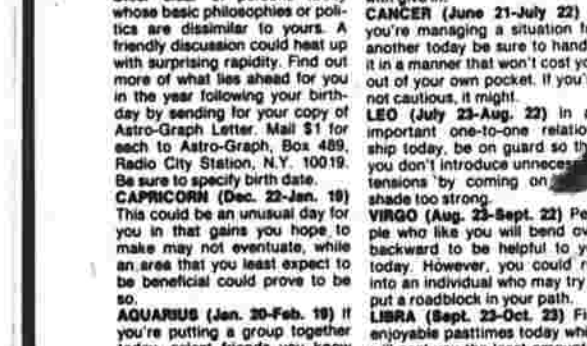 whose basic philosophies or poli-
tics are dissimilar to yours. A
friendly discussion could heat up
with surprising rapidity. Find out
more of what lies ahead for you
in the year following your birth-
day by sending for your copy of
Astro-Graph Letter. Mail $1 for
each to Astro-Graph, Box 489,
Radio City Station, N.Y. 10019.
Be sure to specify birth date.
CAPRICORN (Dec. 22-Jan. 19)
This could be an unusual day for
you in that gains you hope to
make may not eventuate, while
an area that you least expect to
be beneficial could prove to be
so.
AQUARIUS (Jan. 20-Feb. 19) If
you're putting a group together
CANCER (June 21-July 22)
you're managing a situation
another today be sure to
it in a manner that won't cost
out of your own pocket. If
not cautious, it might.
LEO (July 23-Aug. 22) In
important one-to-one
ship today, be on guard so
you don't introduce
tensions by coming on
shade too strong.
VIRGO (Aug. 23-Sept. 22)
ple who like you will bend
backward to be helpful to
today. However, you could
into an individual who may try
put a roadblock in your path.
LIBRA (Sept. 23-Oct. 23)
enjoyable pasttimes today